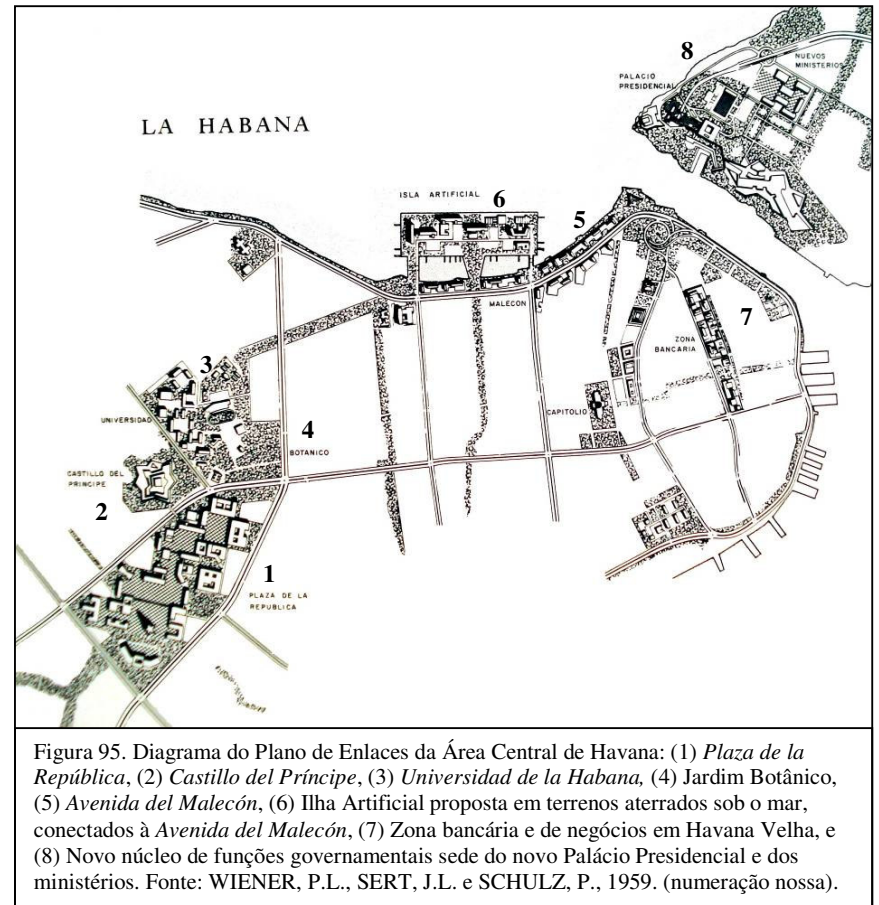 8
NUEVOS
MINISTERIOS
PALACIO
PRESIDENCIAL
LA HABANA
ISLA ARTIFICIAL
6
5
MALECON
7
ZONA
BANCARIA
3
CAPITOLIO
UNIVERSIDAD
4
BOTANICO
CASTILLO DEL
PRINCIPE
2
1
PLAZA DE LA
REPUBLICA
Figura 95. Diagrama do Plano de Enlaces da Área Central de Havana: (1) Plaza de la
República, (2) Castillo del Príncipe, (3) Universidad de la Habana, (4) Jardim Botânico,
(5) Avenida del Malecón, (6) Ilha Artificial proposta em terrenos aterrados sob o mar,
conectados à Avenida del Malecón, (7) Zona bancária e de negócios em Havana Velha, e
(8) Novo núcleo de funções governamentais sede do novo Palácio Presidencial e dos
ministérios. Fonte: WIENER, P.L., SERT, J.L. e SCHULZ, P., 1959. (numeração nossa).